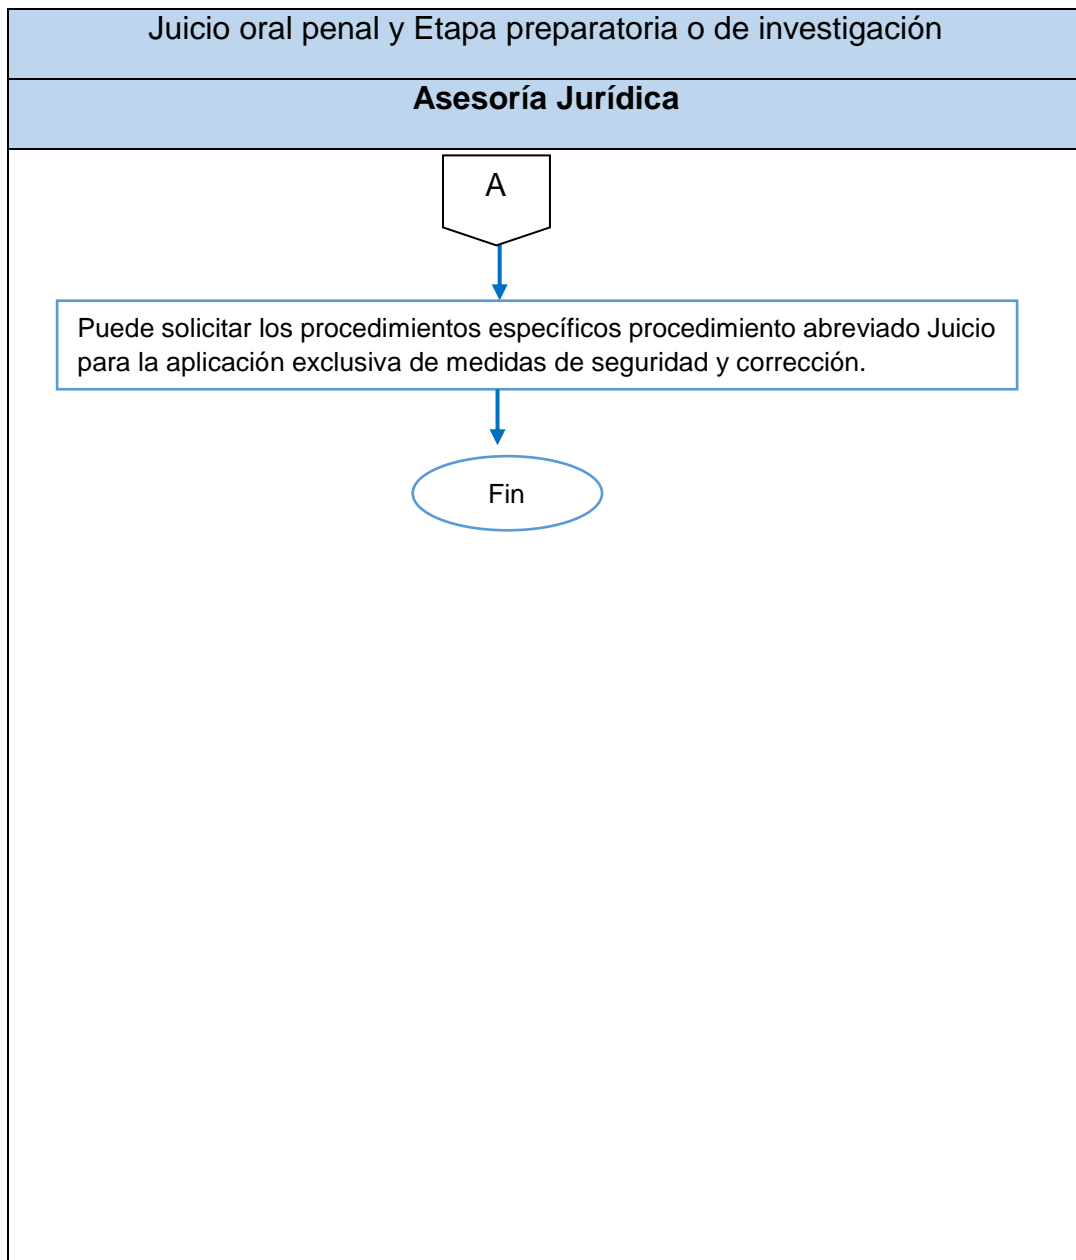 Juicio oral penal y Etapa preparatoria o de investigación
Asesoría Jurídica
A
Puede solicitar los procedimientos específicos procedimiento abreviado Juicio
para la aplicación exclusiva de medidas de seguridad y corrección.
Fin